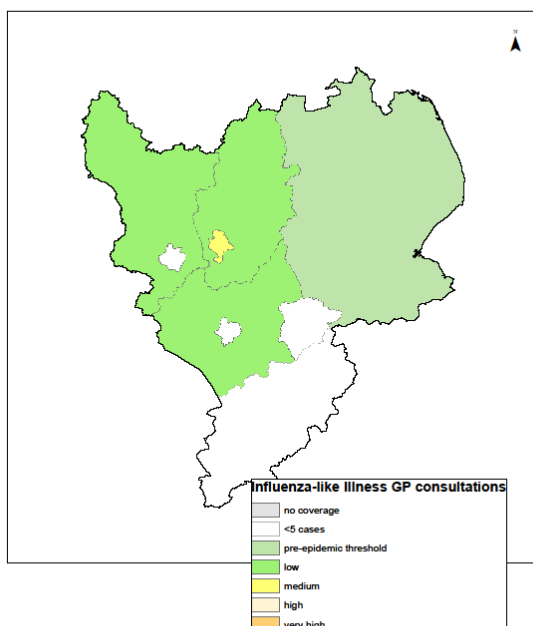 N
Influenza-like Illness GP consultations
no coverage
<5 cases
pre-epidemic threshold
low
medium
high
very high